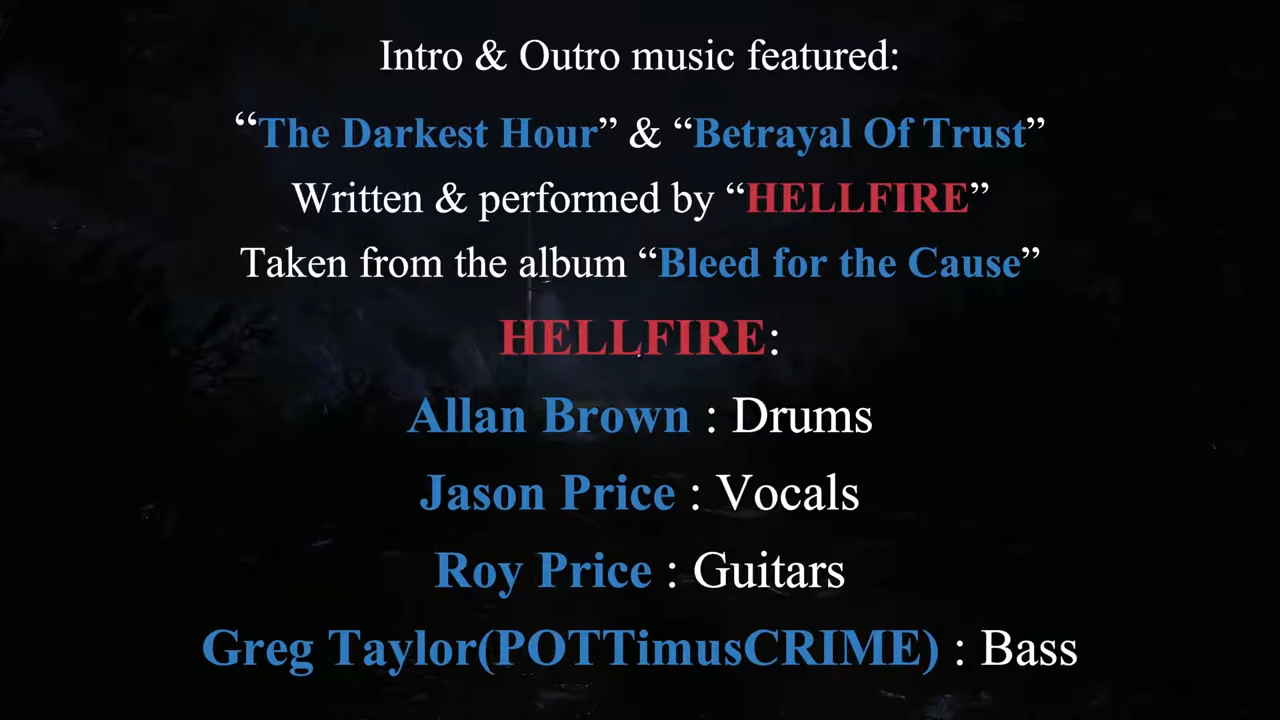 Intro & Outro music featured:
“The Darkest Hour” & “Betrayal Of Trust”
Written & performed by “HELLFIRE”
Taken from the album “Bleed for the Cause”
HELLFIRE:
Allan Brown : Drums
Jason Price : Vocals
Roy Price : Guitars
Greg Taylor(POTTimusCRIME) : Bass